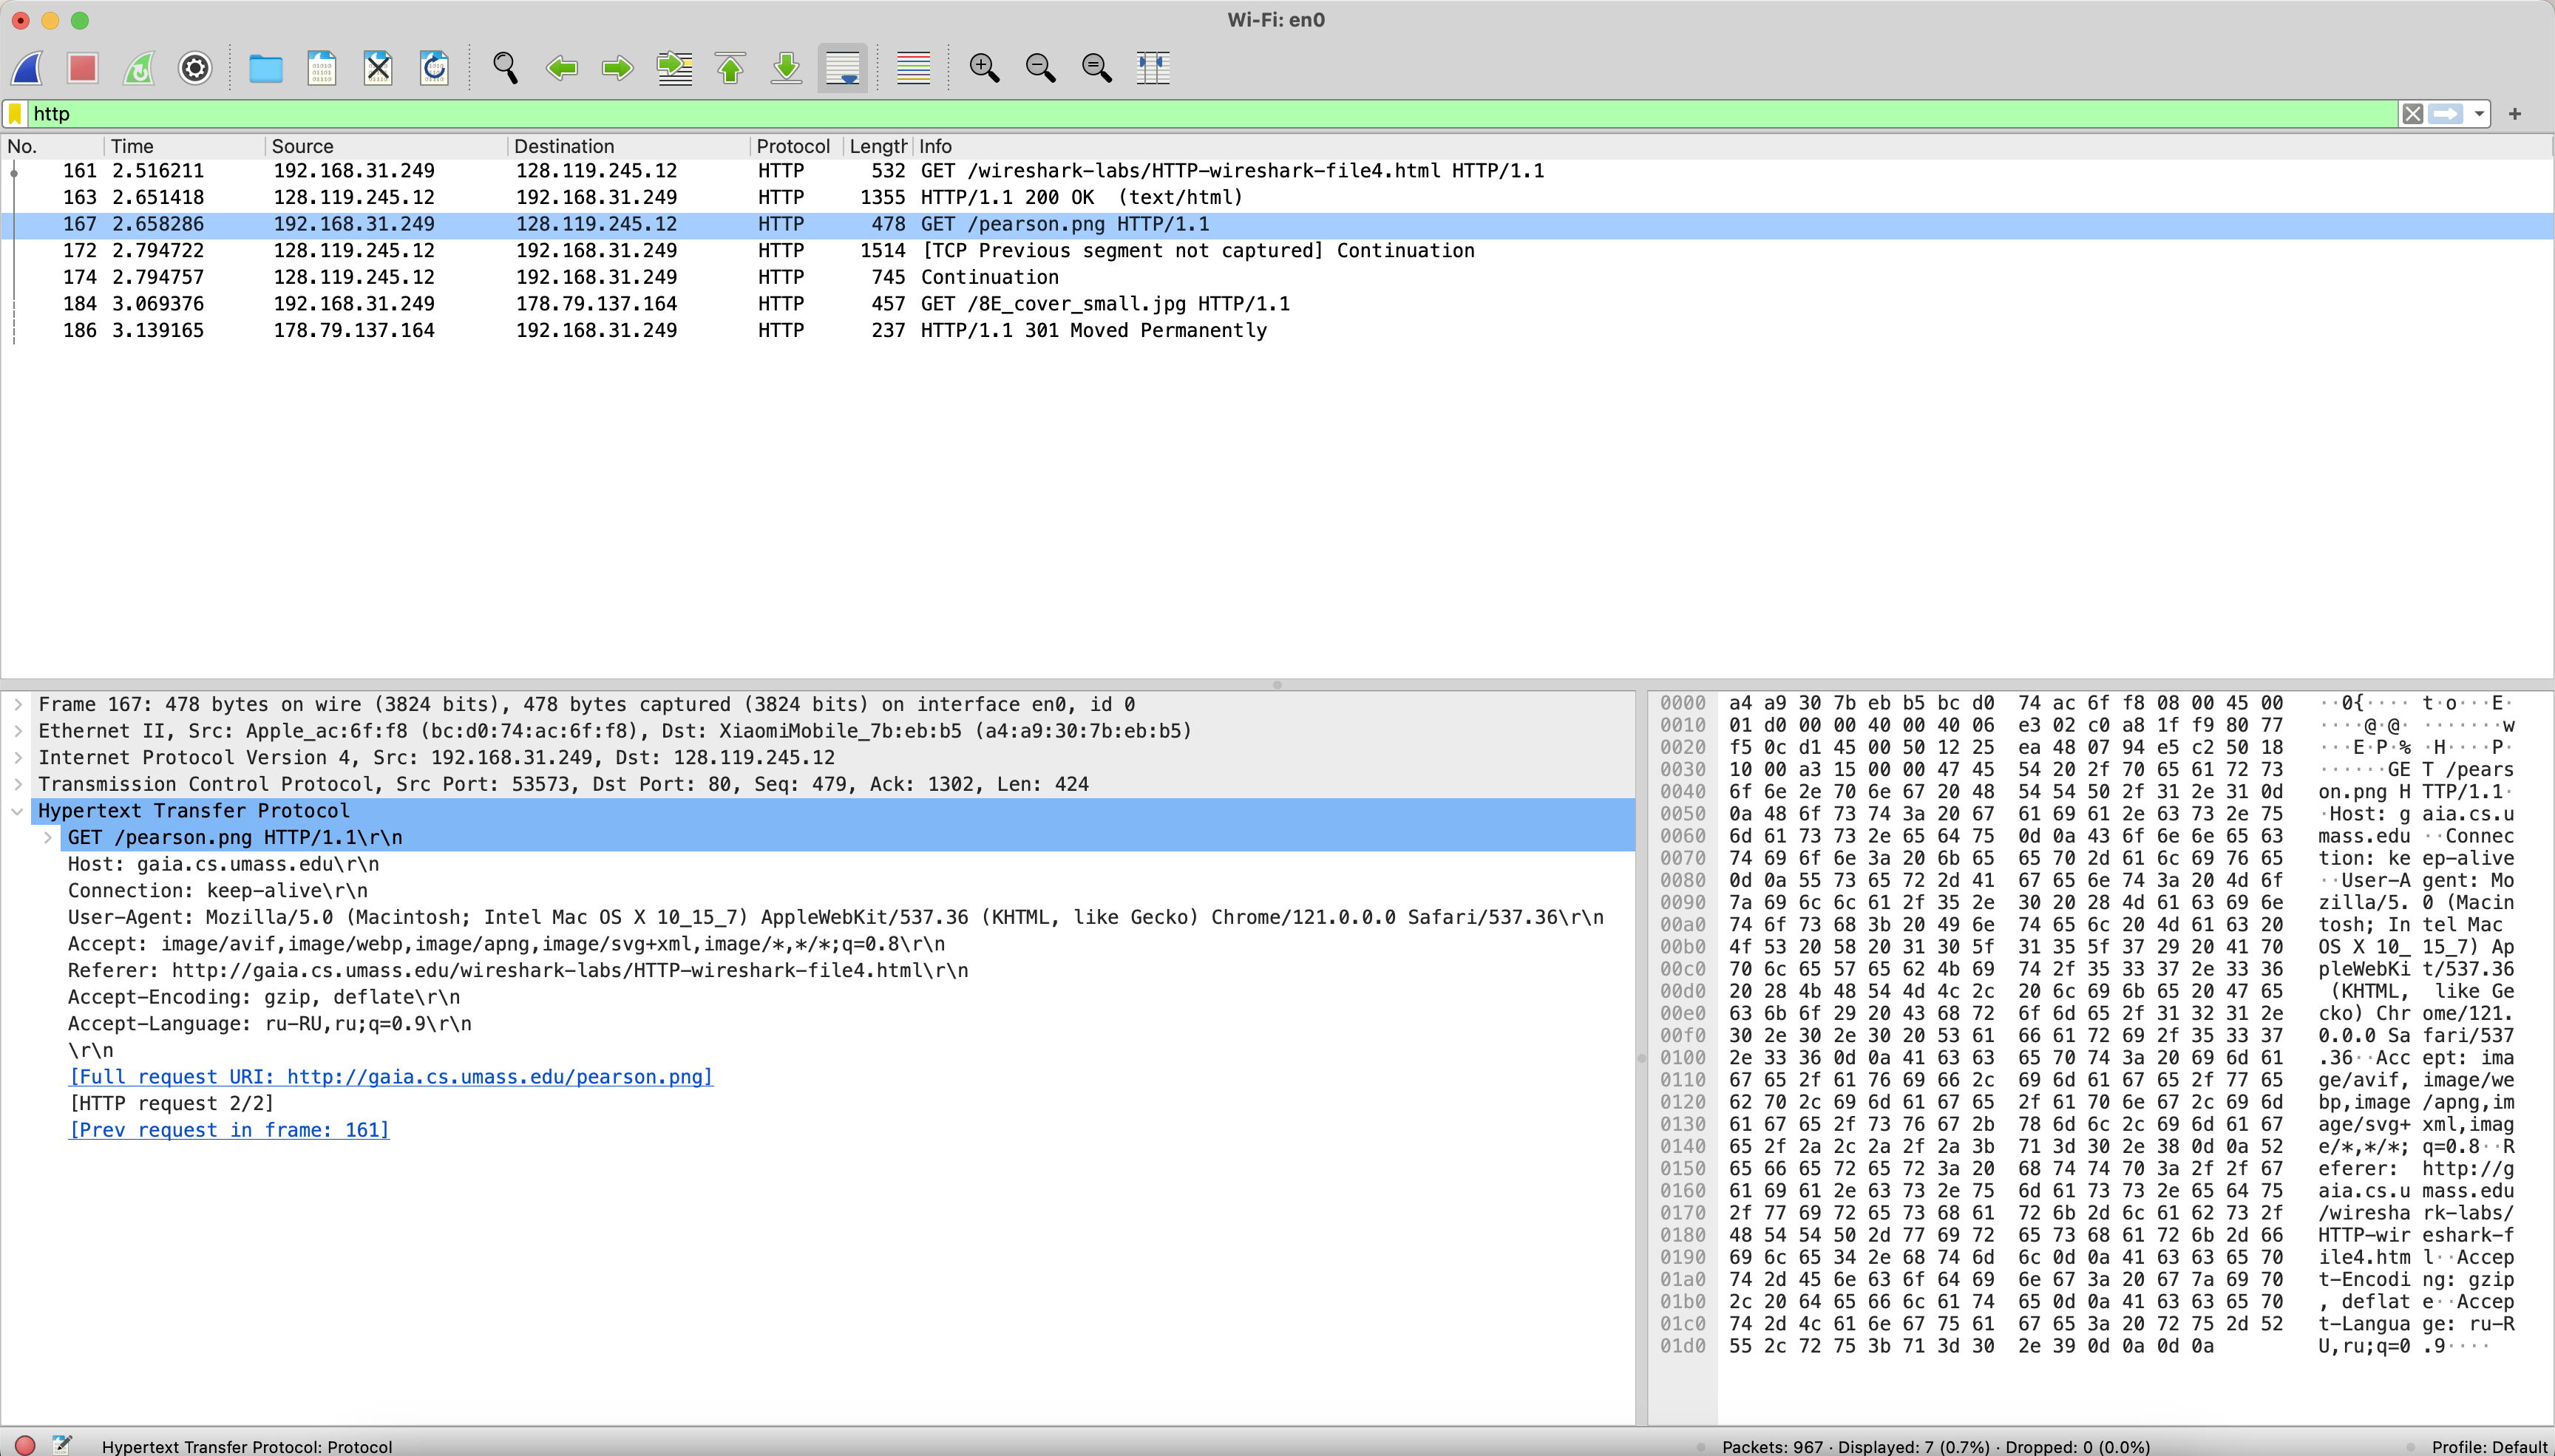 Wi-Fi: en0
http
No. Time Source Destination Protocol Length Info
161 2.516211 192.168.31.249 128.119.245.12 HTTP 532 GET /wireshark-labs/HTTP-wireshark-file4.html HTTP/1.1
163 2.651418 128.119.245.12 192.168.31.249 HTTP 1355 HTTP/1.1 200 OK  (text/html)
167 2.658286 192.168.31.249 128.119.245.12 HTTP 478 GET /pearson.png HTTP/1.1
172 2.794722 128.119.245.12 192.168.31.249 HTTP 1514 [TCP Previous segment not captured] Continuation
174 2.794757 128.119.245.12 192.168.31.249 HTTP 745 Continuation
184 3.069376 192.168.31.249 178.79.137.164 HTTP 457 GET /8E_cover_small.jpg HTTP/1.1
186 3.139165 178.79.137.164 192.168.31.249 HTTP 237 HTTP/1.1 301 Moved Permanently
Frame 167: 478 bytes on wire (3824 bits), 478 bytes captured (3824 bits) on interface en0, id 0
Ethernet II, Src: Apple_ac:6f:f8 (bc:d0:74:ac:6f:f8), Dst: XiaomiMobile_7b:eb:b5 (a4:a9:30:7b:eb:b5)
Internet Protocol Version 4, Src: 192.168.31.249, Dst: 128.119.245.12
Transmission Control Protocol, Src Port: 53573, Dst Port: 80, Seq: 479, Ack: 1302, Len: 424
Hypertext Transfer Protocol
GET /pearson.png HTTP/1.1\r\n
Host: gaia.cs.umass.edu\r\n
Connection: keep-alive\r\n
User-Agent: Mozilla/5.0 (Macintosh; Intel Mac OS X 10_15_7) AppleWebKit/537.36 (KHTML, like Gecko) Chrome/121.0.0.0 Safari/537.36\r\n
Accept: image/avif,image/webp,image/apng,image/svg+xml,image/*,*/*;q=0.8\r\n
Referer: http://gaia.cs.umass.edu/wireshark-labs/HTTP-wireshark-file4.html\r\n
Accept-Encoding: gzip, deflate\r\n
Accept-Language: ru-RU,ru;q=0.9\r\n
\r\n
[Full request URI: http://gaia.cs.umass.edu/pearson.png]
[HTTP request 2/2]
[Prev request in frame: 161]
0000 a4 a9 30 7b eb b5 bc d0 74 ac 6f f8 08 00 45 00 ··0{···· t·o···E·
0010 01 d0 00 00 40 00 40 06 e3 02 c0 a8 1f f9 80 77 ····@·@· ·······w
0020 f5 0c d1 45 00 50 12 25 ea 48 07 94 e5 c2 50 18 ···E·P·% ·H····P·
0030 10 00 a3 15 00 00 47 45 54 20 2f 70 65 61 72 73 ······GE T /pears
0040 6f 6e 2e 70 6e 67 20 48 54 54 50 2f 31 2e 31 0d on.png H TTP/1.1·
0050 0a 48 6f 73 74 3a 20 67 61 69 61 2e 63 73 2e 75 ·Host: g aia.cs.u
0060 6d 61 73 73 2e 65 64 75 0d 0a 43 6f 6e 6e 65 63 mass.edu ··Connec
0070 74 69 6f 6e 3a 20 6b 65 65 70 2d 61 6c 69 76 65 tion: ke ep-alive
0080 0d 0a 55 73 65 72 2d 41 67 65 6e 74 3a 20 4d 6f ··User-A gent: Mo
0090 7a 69 6c 6c 61 2f 35 2e 30 20 28 4d 61 63 69 6e zilla/5. 0 (Macin
00a0 74 6f 73 68 3b 20 49 6e 74 65 6c 20 4d 61 63 20 tosh; In tel Mac
00b0 4f 53 20 58 20 31 30 5f 31 35 5f 37 29 20 41 70 OS X 10_ 15_7) Ap
00c0 70 6c 65 57 65 62 4b 69 74 2f 35 33 37 2e 33 36 pleWebKi t/537.36
00d0 20 28 4b 48 54 4d 4c 2c 20 6c 69 6b 65 20 47 65 (KHTML, like Ge
00e0 63 6b 6f 29 20 43 68 72 6f 6d 65 2f 31 32 31 2e cko) Chr ome/121.
00f0 30 2e 30 2e 30 20 53 61 66 61 72 69 2f 35 33 37 0.0.0 Sa fari/537
0100 2e 33 36 0d 0a 41 63 63 65 70 74 3a 20 69 6d 61 .36··Acc ept: ima
0110 67 65 2f 61 76 69 66 2c 69 6d 61 67 65 2f 77 65 ge/avif, image/we
0120 62 70 2c 69 6d 61 67 65 2f 61 70 6e 67 2c 69 6d bp,image /apng,im
0130 61 67 65 2f 73 76 67 2b 78 6d 6c 2c 69 6d 61 67 age/svg+ xml,imag
0140 65 2f 2a 2c 2a 2f 2a 3b 71 3d 30 2e 38 0d 0a 52 e/*,*/*; q=0.8··R
0150 65 66 65 72 65 72 3a 20 68 74 74 70 3a 2f 2f 67 eferer: http://g
0160 61 69 61 2e 63 73 2e 75 6d 61 73 73 2e 65 64 75 aia.cs.u mass.edu
0170 2f 77 69 72 65 73 68 61 72 6b 2d 6c 61 62 73 2f /wiresha rk-labs/
0180 48 54 54 50 2d 77 69 72 65 73 68 61 72 6b 2d 66 HTTP-wir eshark-f
0190 69 6c 65 34 2e 68 74 6d 6c 0d 0a 41 63 63 65 70 ile4.htm l··Accep
01a0 74 2d 45 6e 63 6f 64 69 6e 67 3a 20 67 7a 69 70 t-Encodi ng: gzip
01b0 2c 20 64 65 66 6c 61 74 65 0d 0a 41 63 63 65 70 , deflat e··Accep
01c0 74 2d 4c 61 6e 67 75 61 67 65 3a 20 72 75 2d 52 t-Langua ge: ru-R
01d0 55 2c 72 75 3b 71 3d 30 2e 39 0d 0a 0d 0a U,ru;q=0 .9····
Hypertext Transfer Protocol: Protocol
Packets: 967 · Displayed: 7 (0.7%) · Dropped: 0 (0.0%)
Profile: Default